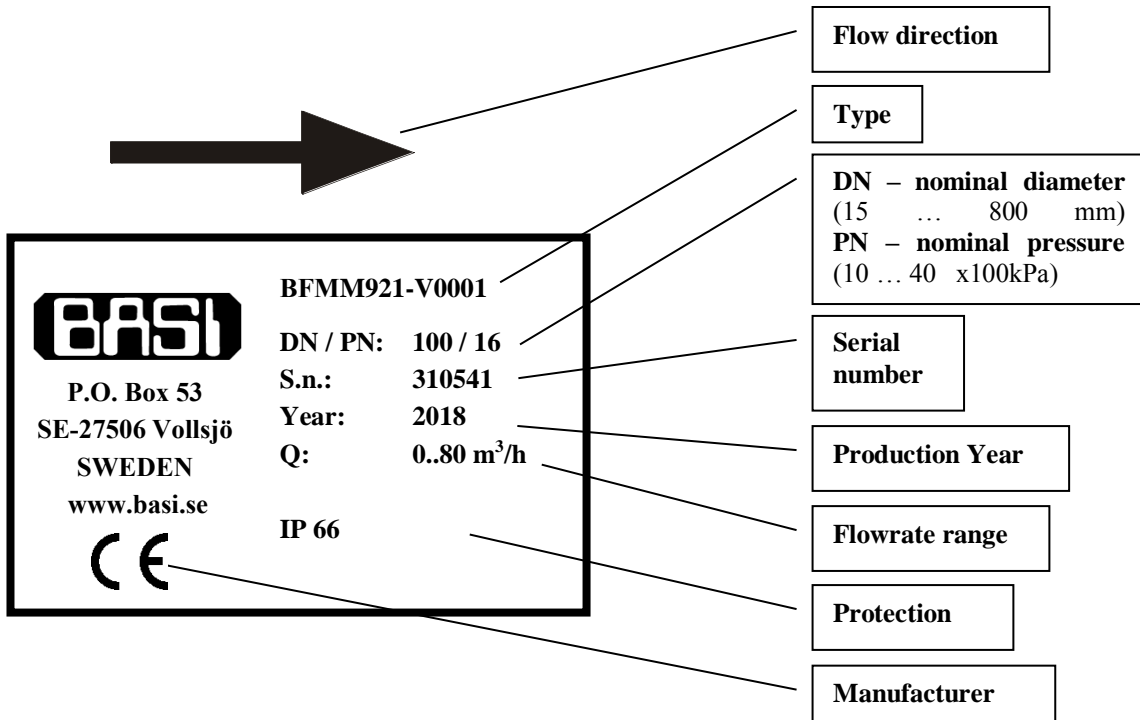 Flow direction
Type
DN – nominal diameter
(15 … 800 mm)
PN – nominal pressure
(10 … 40 x100kPa)
Serial
number
Production Year
Flowrate range
Protection
Manufacturer
BASI
P.O. Box 53
SE-27506 Vollsjö
SWEDEN
www.basi.se
CE
BFMM921-V0001
DN / PN: 100 / 16
S.n.: 310541
Year: 2018
Q: 0..80 m³/h
IP 66